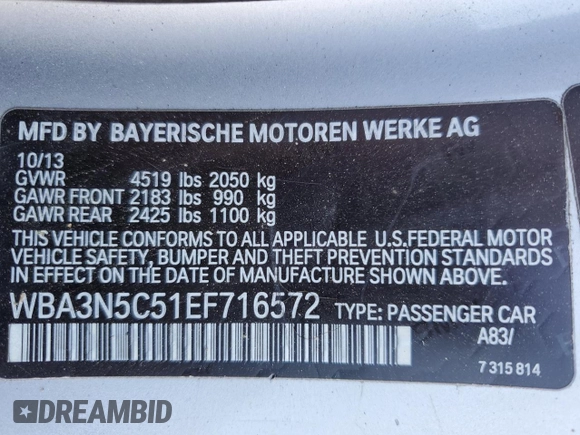 MFD BY BAYERISCHE MOTOREN WERKE AG
10/13
GVWR 4519 lbs 2050 kg
GAWR FRONT 2183 lbs 990 kg
GAWR REAR 2425 lbs 1100 kg
THIS VEHICLE CONFORMS TO ALL APPLICABLE U.S.FEDERAL MOTOR
VEHICLE SAFETY, BUMPER AND THEFT PREVENTION STANDARDS
IN EFFECT ON THE DATE OF MANUFACTURE SHOWN ABOVE.
WBA3N5C51EF716572 TYPE: PASSENGER CAR
A83/
7 315 814
DREAMBID